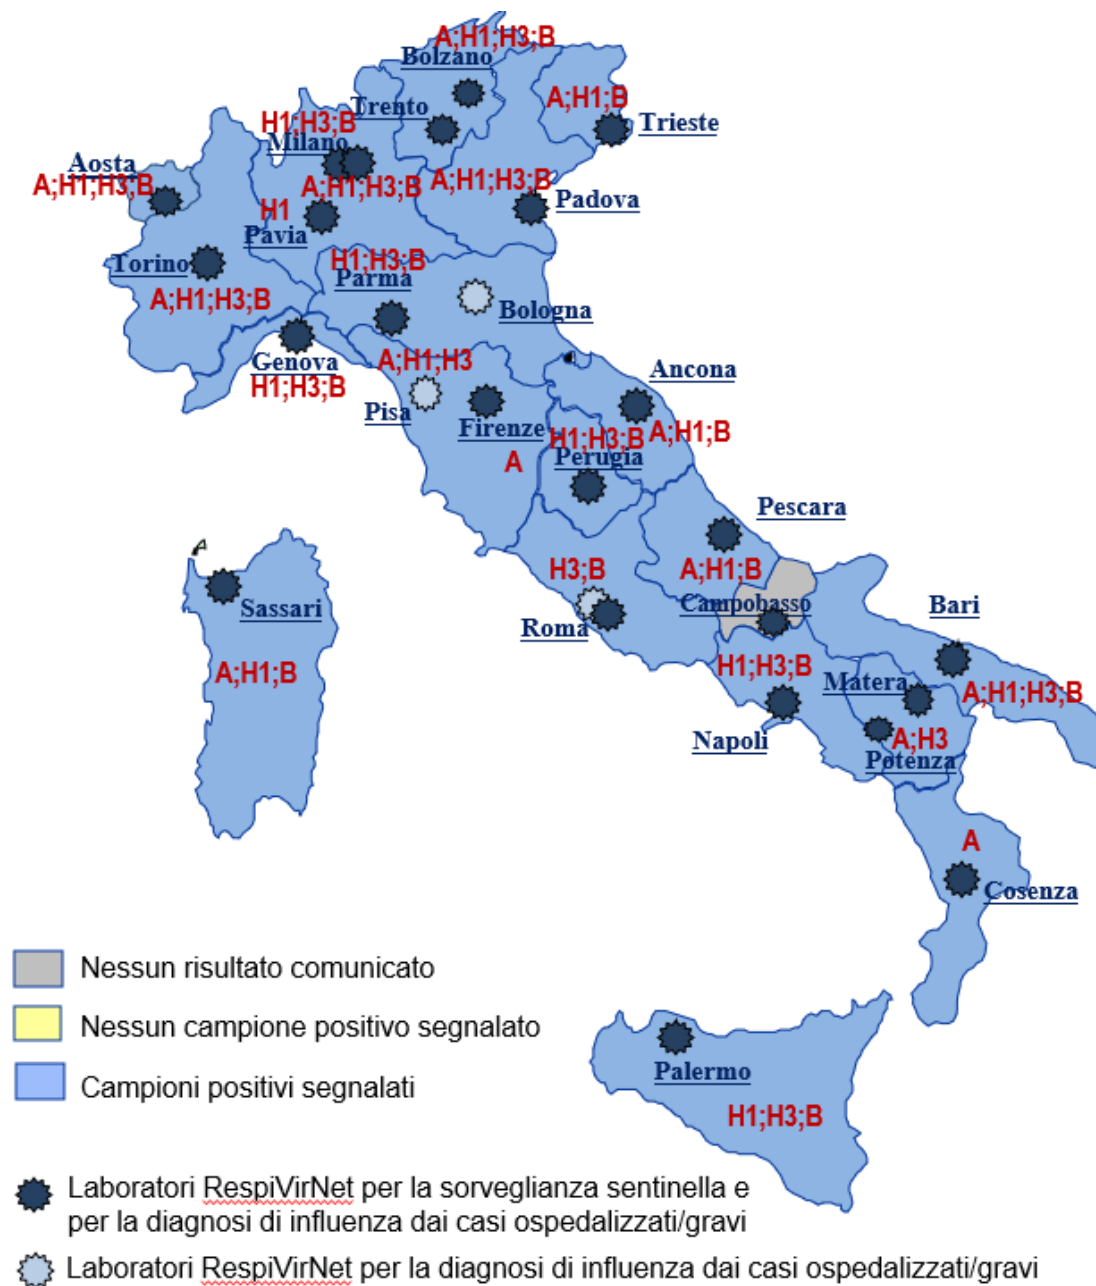 A;H1;H3;B
Bolzano
Trento
A;H1;B
Trieste
H1;H3;B
Milano
A;H1;H3;B
Aosta
A;H1;H3;B
A;H1;H3;B
Padova
H1
Pavia
Torino
A;H1;H3;B
H1;H3;B
Parma
Bologna
Genova
H1;H3;B
A;H1;H3
Pisa
Firenze
A
Ancona
A;H1;B
H1;H3;B
Perugia
Pescara
A;H1;B
H3;B
Roma
Campobasso
Sassari
A;H1;B
Bari
A;H1;H3;B
H1;H3;B
Napoli
Matera
A;H3
Potenza
A
Cosenza
Nessun risultato comunicato
Nessun campione positivo segnalato
Campioni positivi segnalati
Palermo
H1;H3;B
Laboratori RespiVirNet per la sorveglianza sentinella e
per la diagnosi di influenza dai casi ospedalizzati/gravi
Laboratori RespiVirNet per la diagnosi di influenza dai casi ospedalizzati/gravi